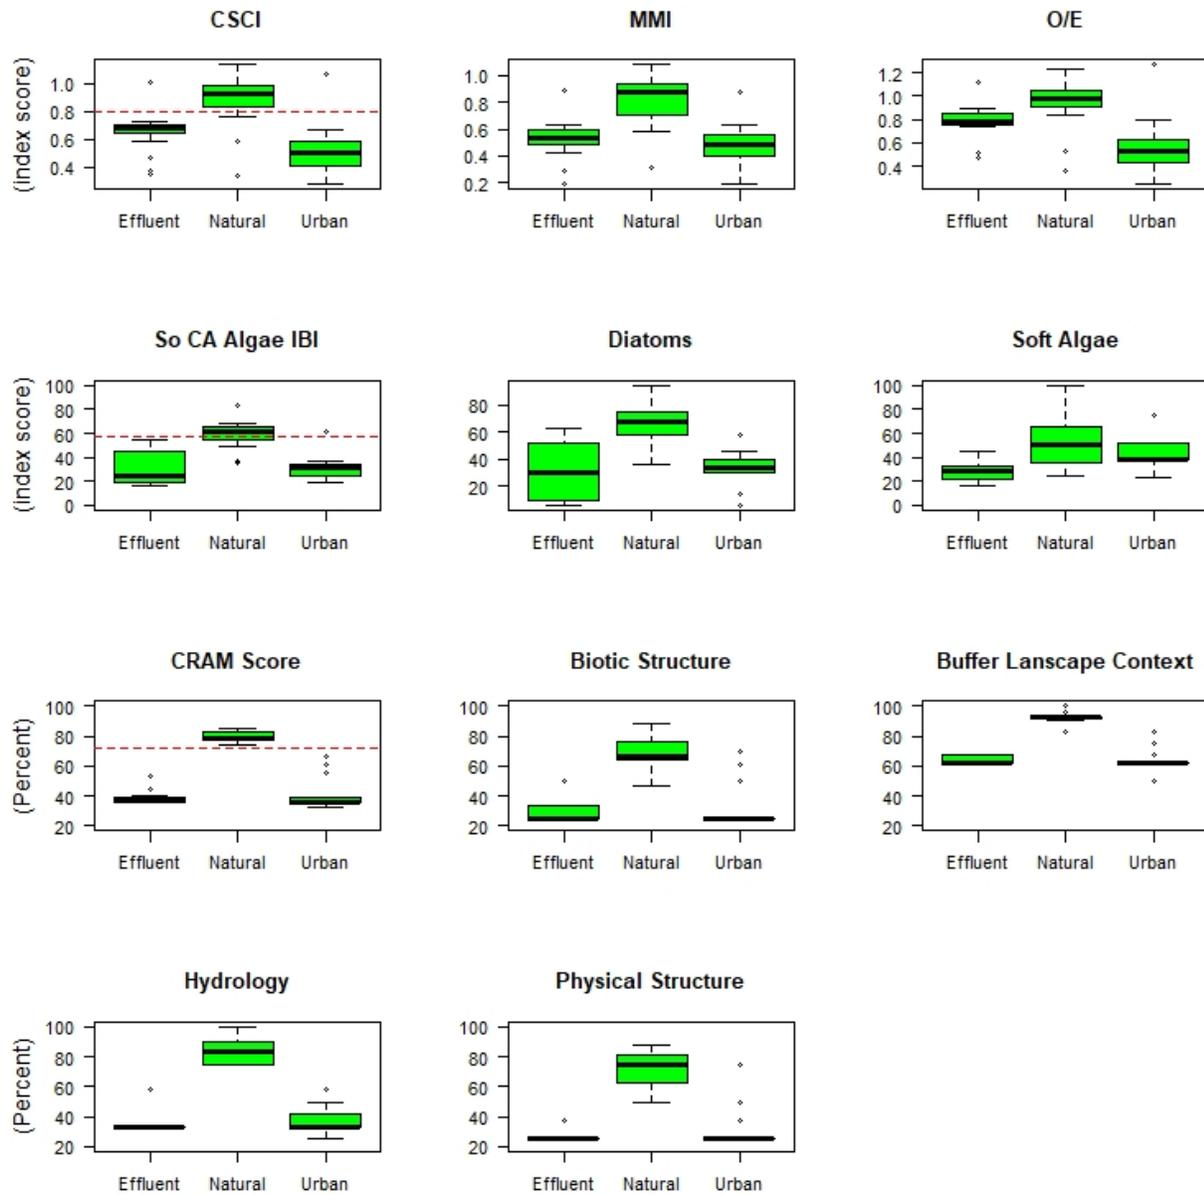 CSCI MMI O/E
(index score)
1.0
0.8
0.6
0.4
Effluent Natural Urban
1.0
0.8
0.6
0.4
0.2
Effluent Natural Urban
1.2
1.0
0.8
0.6
0.4
Effluent Natural Urban
So CA Algae IBI Diatoms Soft Algae
(index score)
100
80
60
40
20
0
Effluent Natural Urban
80
60
40
20
Effluent Natural Urban
100
80
60
40
20
0
Effluent Natural Urban
CRAM Score Biotic Structure Buffer Lanscape Context
(Percent)
100
80
60
40
20
Effluent Natural Urban
100
80
60
40
20
Effluent Natural Urban
100
80
60
40
20
Effluent Natural Urban
Hydrology Physical Structure
(Percent)
100
80
60
40
20
Effluent Natural Urban
100
80
60
40
20
Effluent Natural Urban